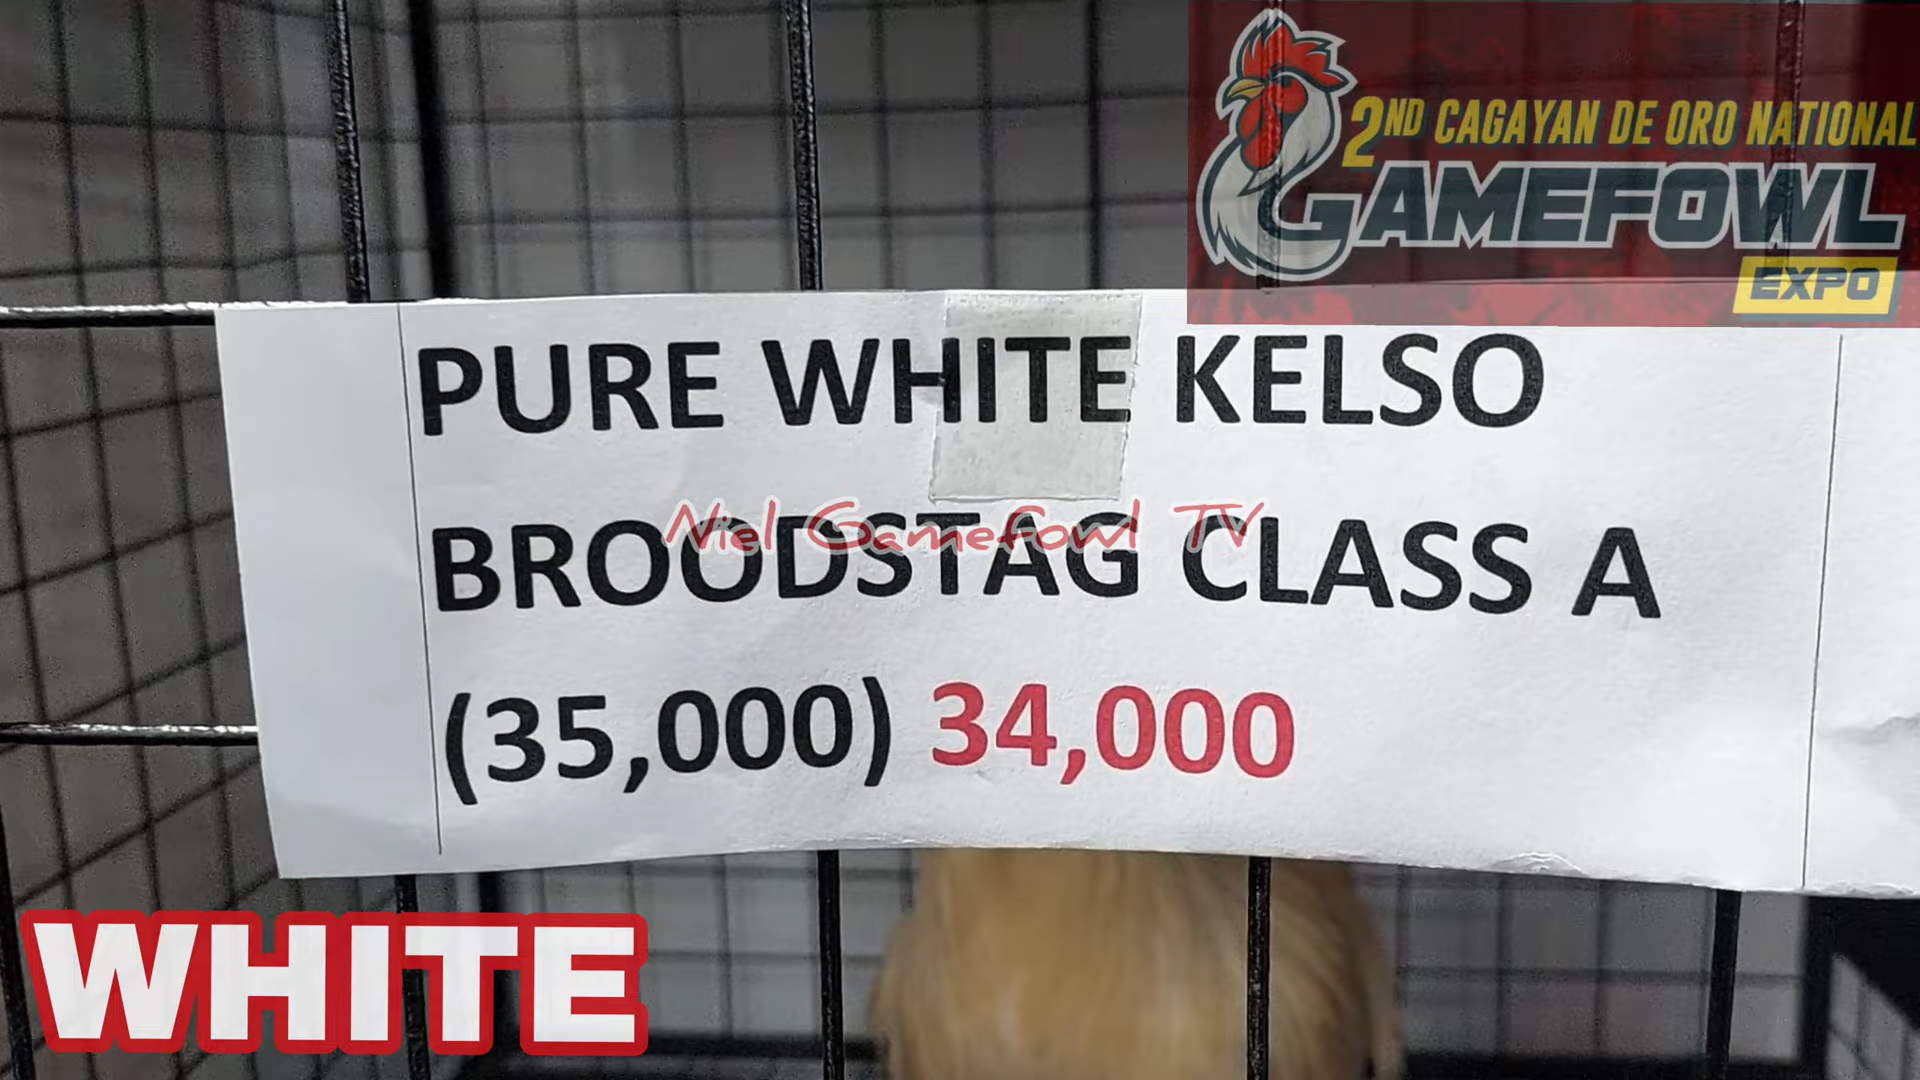 2ND CAGAYAN DE ORO NATIONAL
GAMEFOWL
EXPO
PURE WHITE KELSO
Niel Gamefowl TV
BROODSTAG CLASS A
(35,000) 34,000
WHITE